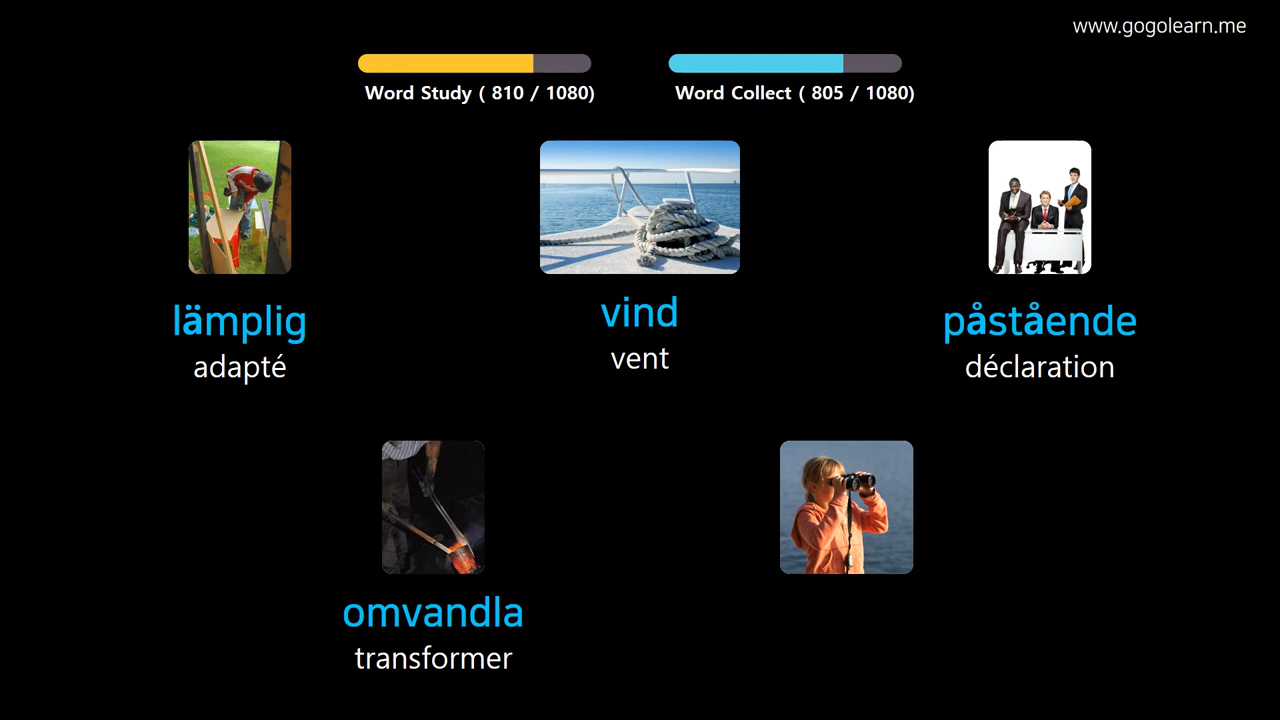 www.gogolearn.me
Word Study ( 810 / 1080)
Word Collect ( 805 / 1080)
lämplig
adapté
vind
vent
påstående
déclaration
omvandla
transformer